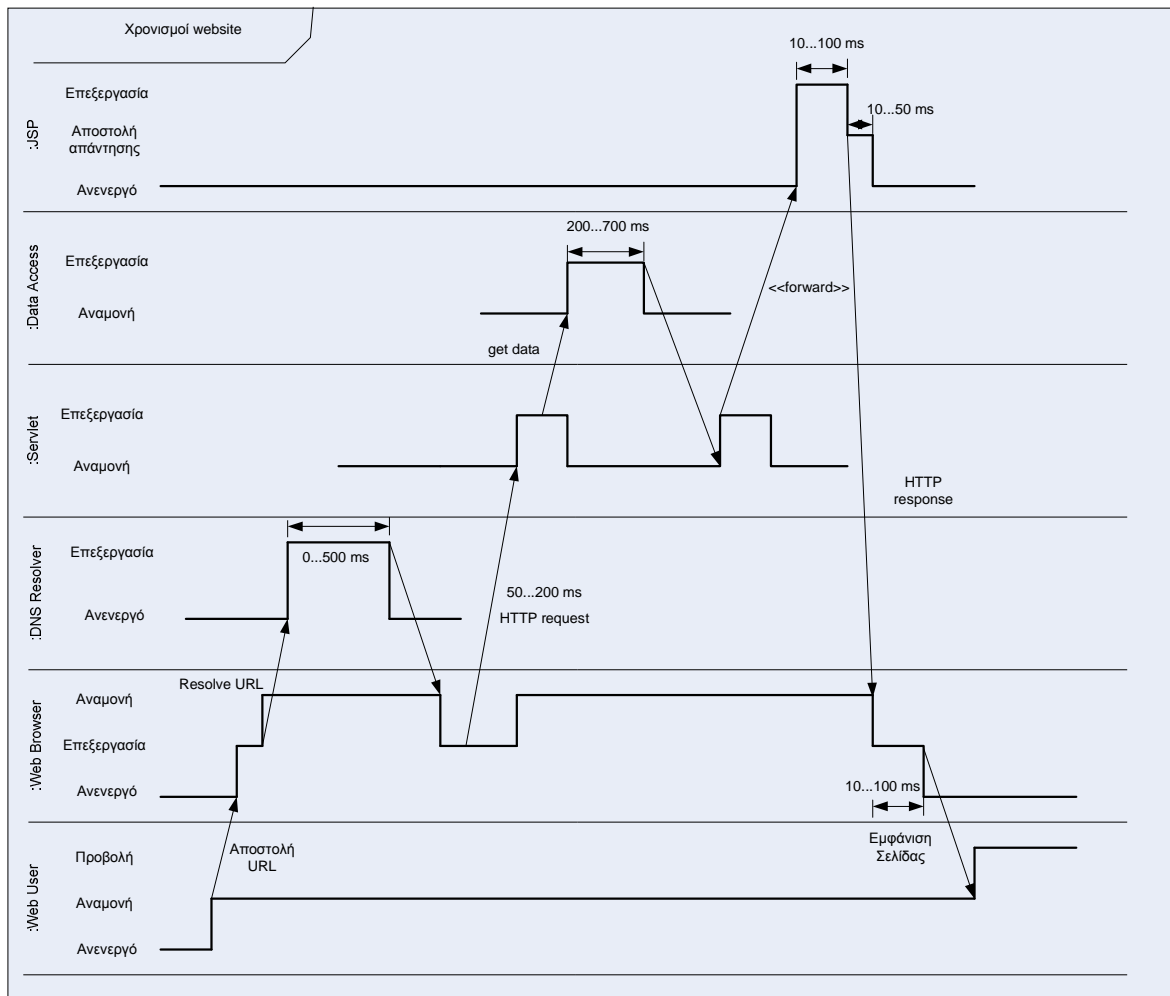 Χρονισμοί website
10...100 ms
Επεξεργασία
10...50 ms
:JSP
Αποστολή
απάντησης
Ανενεργό
200...700 ms
:Data Access
Επεξεργασία
<<forward>>
Αναμονή
get data
:Servlet
Επεξεργασία
Αναμονή
HTTP
response
:DNS Resolver
Επεξεργασία
0...500 ms
50...200 ms
Ανενεργό
HTTP request
Resolve URL
:Web Browser
Αναμονή
Επεξεργασία
10...100 ms
Ανενεργό
:Web User
Αποστολή
URL
Εμφάνιση
Σελίδας
Προβολή
Αναμονή
Ανενεργό